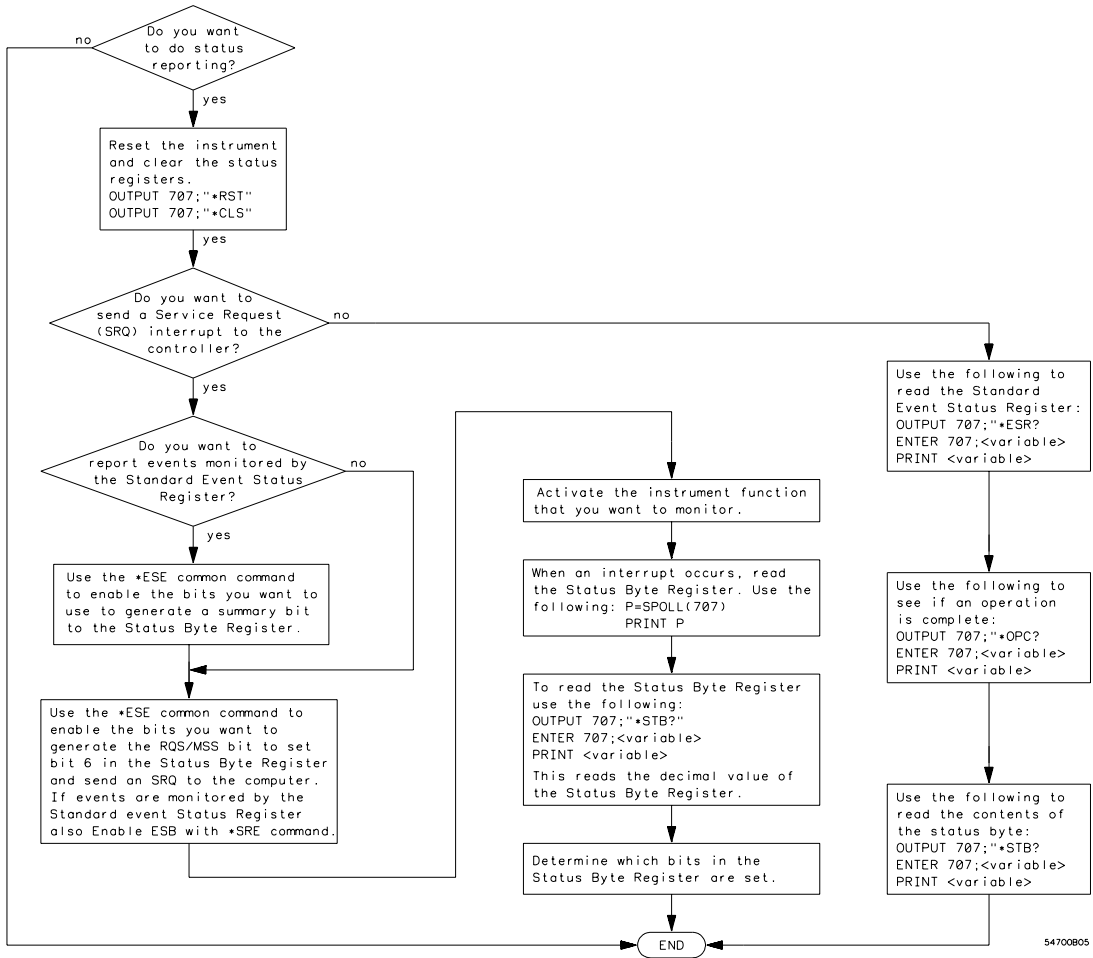 Do you want
to do status
reporting?
no
yes
Reset the instrument
and clear the status
registers.
OUTPUT 707;"*RST"
OUTPUT 707;"*CLS"
yes
Do you want to
send a Service Request
(SRQ) interrupt to the
controller?
no
yes
Do you want to
report events monitored by
the Standard Event Status
Register?
no
yes
Use the *ESE common command
to enable the bits you want to
use to generate a summary bit
to the Status Byte Register.
Use the *ESE common command to
enable the bits you want to
generate the RQS/MSS bit to set
bit 6 in the Status Byte Register
and send an SRQ to the computer.
If events are monitored by the
Standard event Status Register
also Enable ESB with *SRE command.
Activate the instrument function
that you want to monitor.
When an interrupt occurs, read
the Status Byte Register. Use the
following: P=SPOLL(707)
PRINT P
To read the Status Byte Register
use the following:
OUTPUT 707;"*STB?"
ENTER 707;<variable>
PRINT <variable>
This reads the decimal value of
the Status Byte Register.
Determine which bits in the
Status Byte Register are set.
Use the following to
read the Standard
Event Status Register:
OUTPUT 707;"*ESR?
ENTER 707;<variable>
PRINT <variable>
Use the following to
see if an operation
is complete:
OUTPUT 707;"*OPC?
ENTER 707;<variable>
PRINT <variable>
Use the following to
read the contents of
the status byte:
OUTPUT 707;"*STB?
ENTER 707;<variable>
PRINT <variable>
END
54700B05